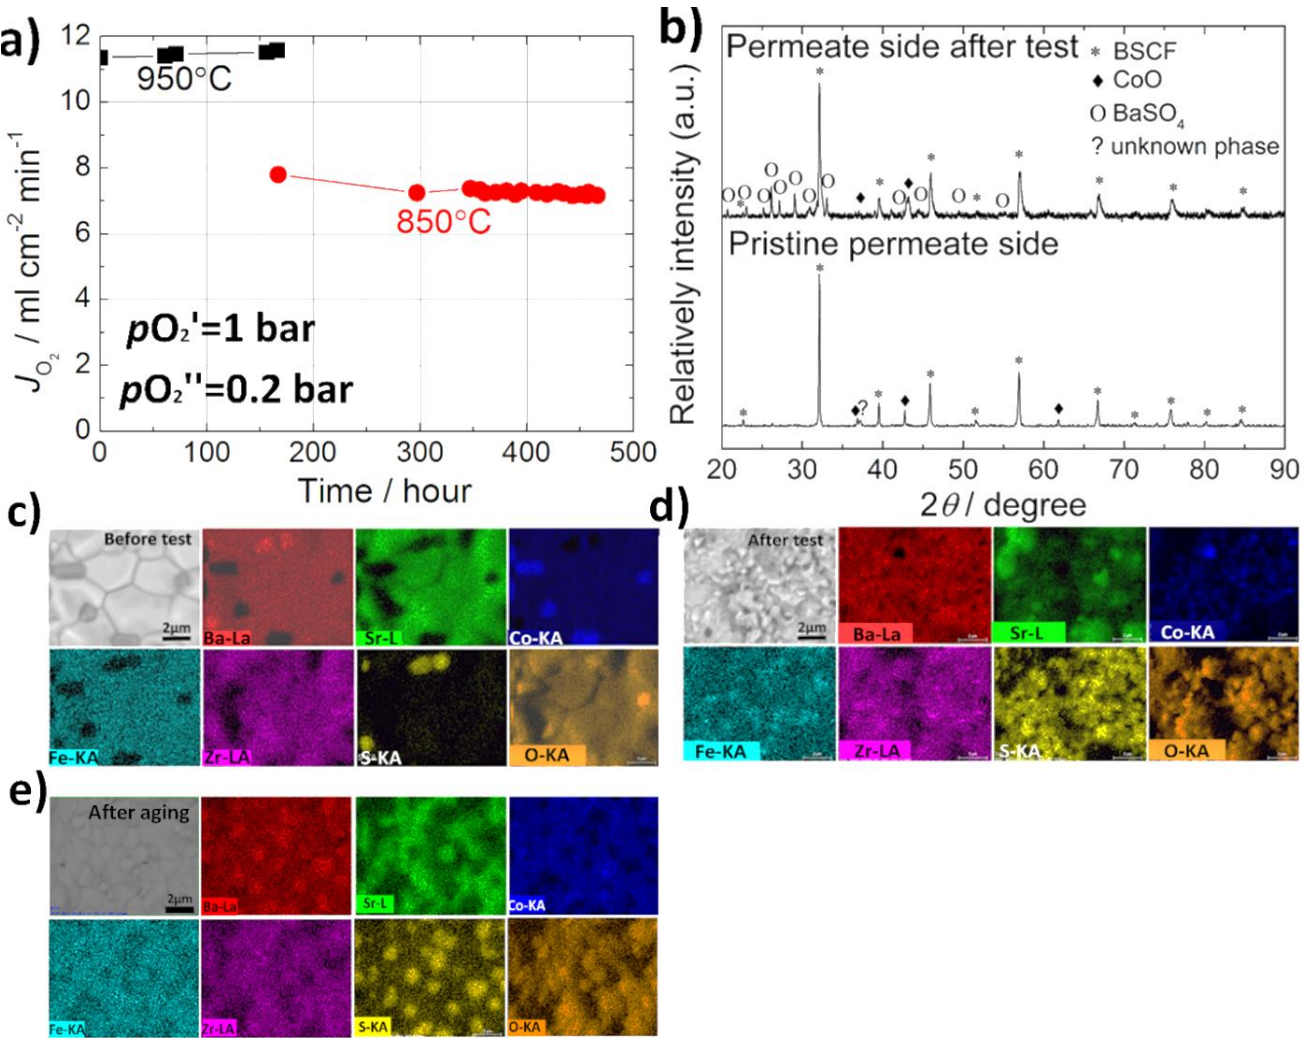 a)
12
10
8
6
4
2
0
950°C
850°C
pO₂'=1 bar
pO₂''=0.2 bar
J_O₂ / ml cm⁻² min⁻¹
0 100 200 300 400 500
Time / hour
b)
Permeate side after test
* BSCF
♦ CoO
O BaSO₄
? unknown phase
Pristine permeate side
?
Relatively intensity (a.u.)
20 30 40 50 60 70 80 90
2θ / degree
c)
Before test
2μm
Ba-La
Sr-L
Co-KA
Fe-KA
Zr-LA
S-KA
O-KA
d)
After test
2μm
Ba-La
Sr-L
Co-KA
Fe-KA
Zr-LA
S-KA
O-KA
e)
After aging
2μm
Ba-La
Sr-L
Co-KA
Fe-KA
Zr-LA
S-KA
O-KA